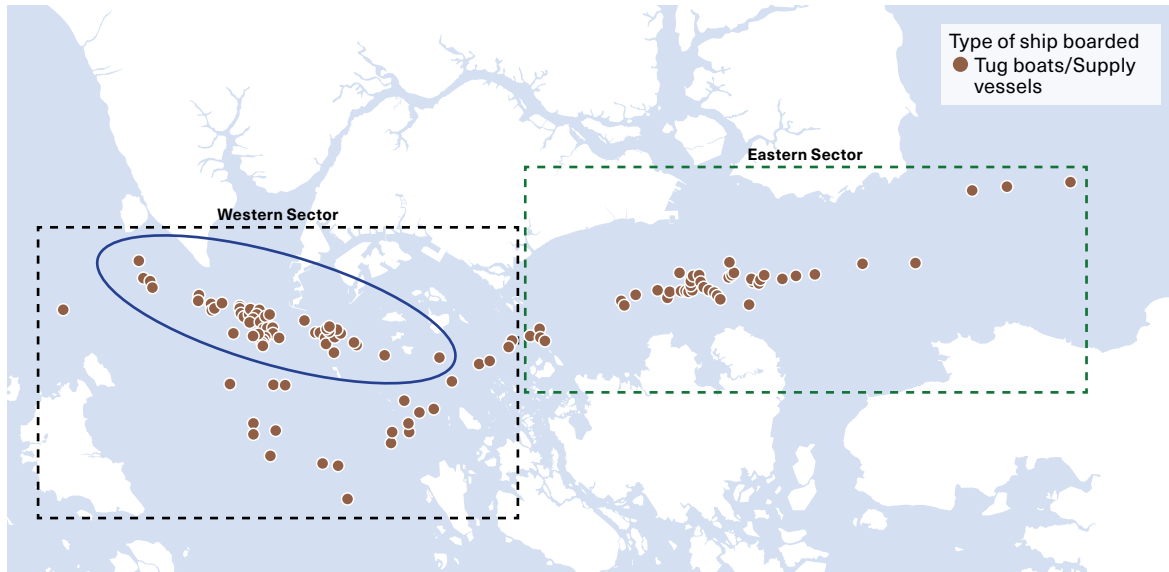 Type of ship boarded
Tug boats/Supply
vessels
Eastern Sector
Western Sector